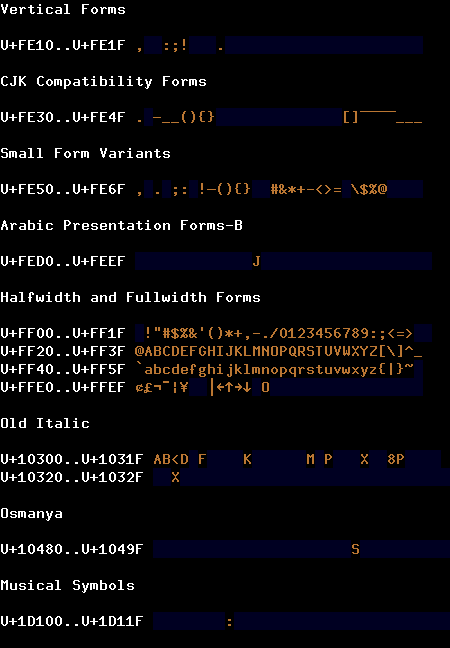 Vertical Forms
U+FE10..U+FE1F ,  :;!   .
CJK Compatibility Forms
U+FE30..U+FE4F . —__(){}              []‾‾‾‾___
Small Form Variants
U+FE50..U+FE6F , . ;: !—(){}  #&*+-<>= \$%@
Arabic Presentation Forms-B
U+FED0..U+FEEF J
Halfwidth and Fullwidth Forms
U+FF00..U+FF1F  !"#$%&'()*+,-./0123456789:;<=>
U+FF20..U+FF3F @ABCDEFGHIJKLMNOPQRSTUVWXYZ[\]^_
U+FF40..U+FF5F `abcdefghijklmnopqrstuvwxyz{|}~
U+FFE0..U+FFEF ¢£¬¯¦¥  |←↑→↓ O
Old Italic
U+10300..U+1031F AB<D F    K      M P   X  8P
U+10320..U+1032F X
Osmanya
U+10480..U+1049F S
Musical Symbols
U+1D100..U+1D11F :